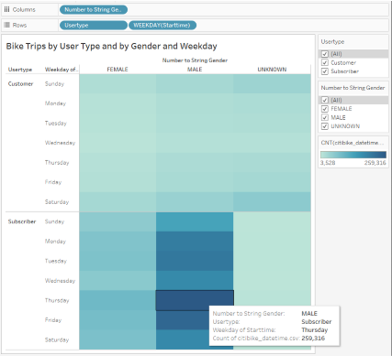 Columns Number to String Ge..
Rows Usertype WEEKDAY(Starttime)
Bike Trips by User Type and by Gender and Weekday
Number to String Gender
Usertype Weekday of.. FEMALE MALE UNKNOWN
Customer Sunday
Monday
Tuesday
Wednesday
Thursday
Friday
Saturday
Subscriber Sunday
Monday
Tuesday
Wednesday
Thursday
Friday
Saturday
Number to String Gender: MALE
Usertype: Subscriber
Weekday of Starttime: Thursday
Count of citibike_datetime.csv: 259,316
Usertype
(All)
Customer
Subscriber
Number to String Gender
(All)
FEMALE
MALE
UNKNOWN
CNT(citibike_datetime....
3,528 259,316